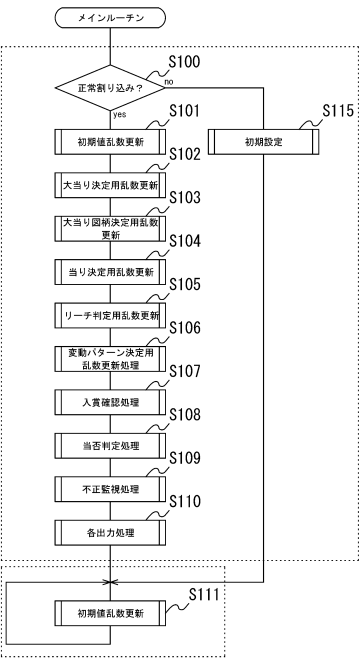 メインルーチン
S100
正常割り込み?
no
yes
S101
初期値乱数更新
S115
初期設定
S102
大当り決定用乱数更新
S103
大当り図柄決定用乱数
更新
S104
当り決定用乱数更新
S105
リーチ判定用乱数更新
S106
変動パターン決定用
乱数更新処理
S107
入賞確認処理
S108
当否判定処理
S109
不正監視処理
S110
各出力処理
S111
初期値乱数更新